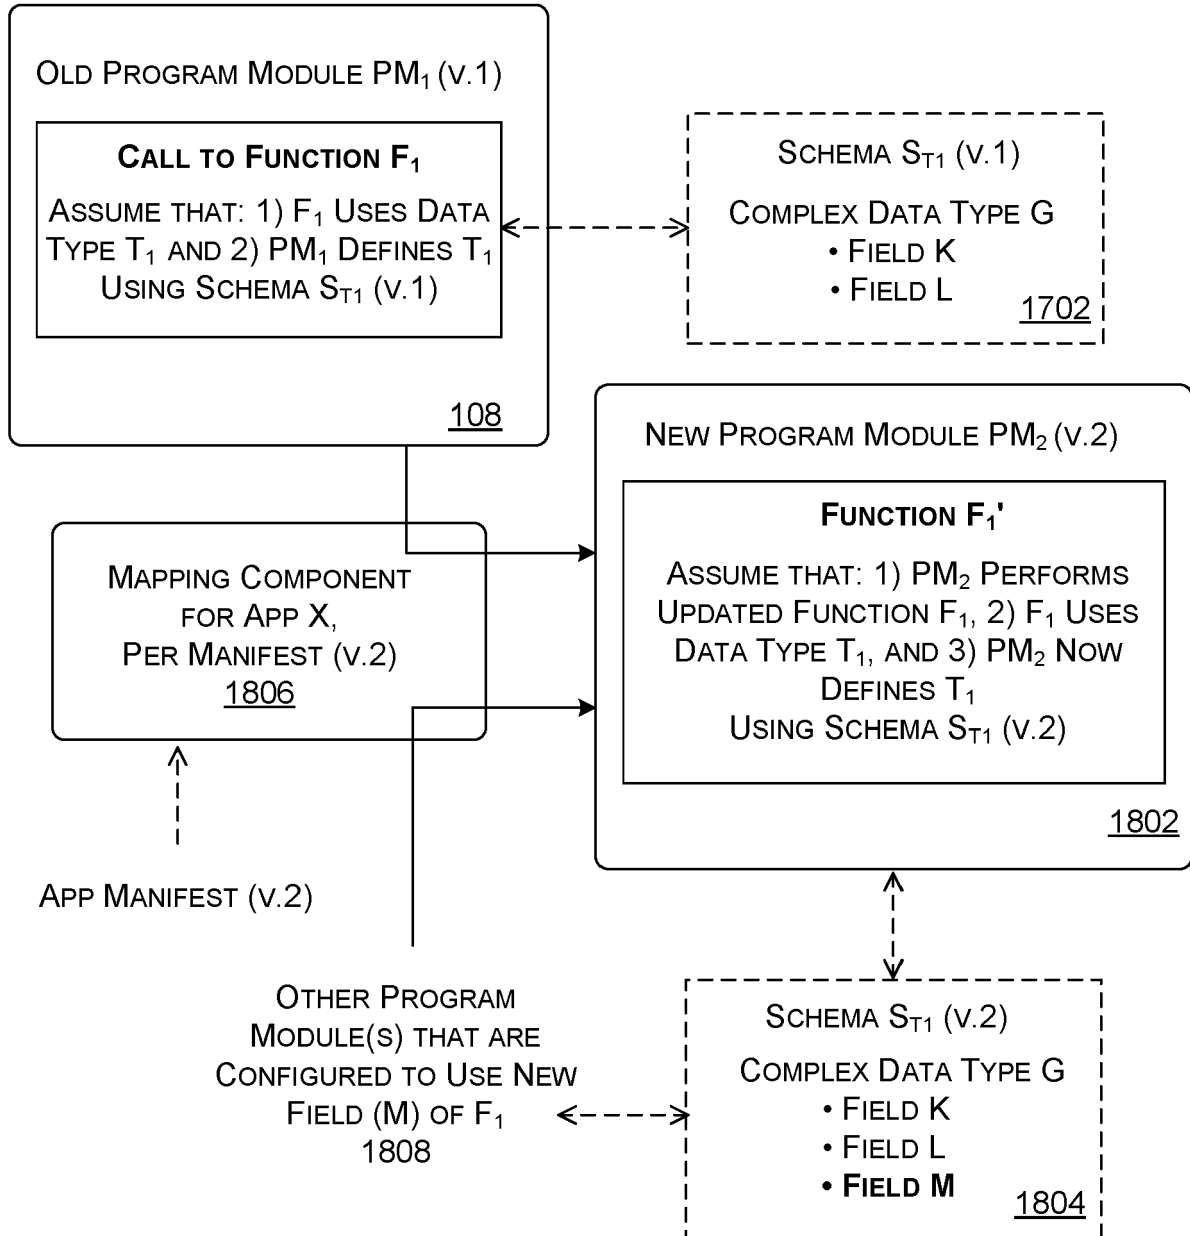 OLD PROGRAM MODULE PM1 (V.1)
CALL TO FUNCTION F1
ASSUME THAT: 1) F1 USES DATA
TYPE T1 AND 2) PM1 DEFINES T1
USING SCHEMA ST1 (V.1)
108
SCHEMA ST1 (V.1)
COMPLEX DATA TYPE G
• FIELD K
• FIELD L
1702
NEW PROGRAM MODULE PM2 (V.2)
FUNCTION F1'
ASSUME THAT: 1) PM2 PERFORMS
UPDATED FUNCTION F1, 2) F1 USES
DATA TYPE T1, AND 3) PM2 NOW
DEFINES T1
USING SCHEMA ST1 (V.2)
1802
MAPPING COMPONENT
FOR APP X,
PER MANIFEST (V.2)
1806
APP MANIFEST (V.2)
OTHER PROGRAM
MODULE(S) THAT ARE
CONFIGURED TO USE NEW
FIELD (M) OF F1
1808
SCHEMA ST1 (V.2)
COMPLEX DATA TYPE G
• FIELD K
• FIELD L
• FIELD M
1804